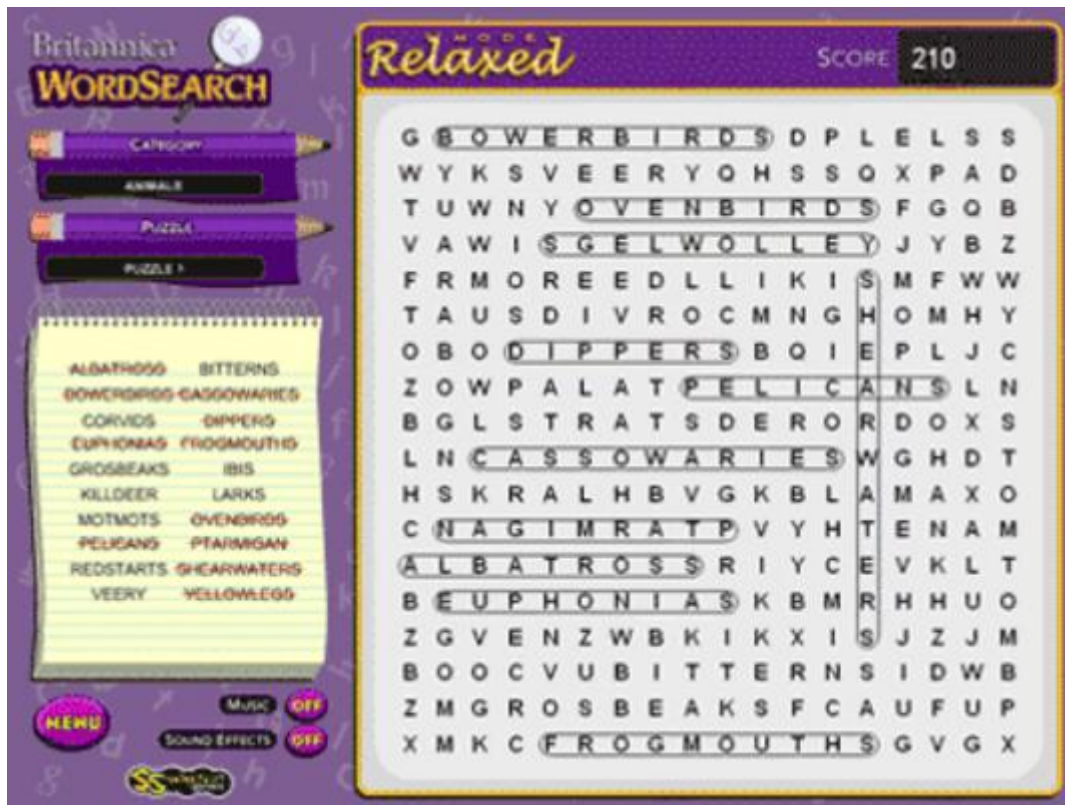 Britannica
WORDSEARCH
CATEGORY
ANIMALS
PUZZLE
PUZZLE 1
ALBATROSS BITTERNS
BOWERBIRDS CASSOWARIES
CORVIDS DIPPERS
EUPHONIAS FROGMOUTHS
GROSBEAKS IBIS
KILLDEER LARKS
MOTMOTS OVENBIRDS
PELICANS PTARMIGAN
REDSTARTS SHEARWATERS
VEERY YELLOWLEGS
MUSIC OFF
SOUND EFFECTS OFF
MENU
MODE
Relaxed
SCORE 210
G B O W E R B I R D S D P L E L S S
W Y K S V E E R Y Q H S S Q X P A D
T U W N Y O V E N B I R D S F G Q B
V A W I S G E L W O L L E Y J Y B Z
F R M O R E E D L L I K I S M F W W
T A U S D I V R O C M N G H O M H Y
O B O D I P P E R S B Q I E P L J C
Z O W P A L A T P E L I C A N S L N
B G L S T R A T S D E R O R D O X S
L N C A S S O W A R I E S W G H D T
H S K R A L H B V G K B L A M A X O
C N A G I M R A T P V Y H T E N A M
A L B A T R O S S R I Y C E V K L T
B E U P H O N I A S K B M R H H U O
Z G V E N Z W B K I K X I S J Z J M
B O O C V U B I T T E R N S I D W B
Z M G R O S B E A K S F C A U F U P
X M K C F R O G M O U T H S G V G X